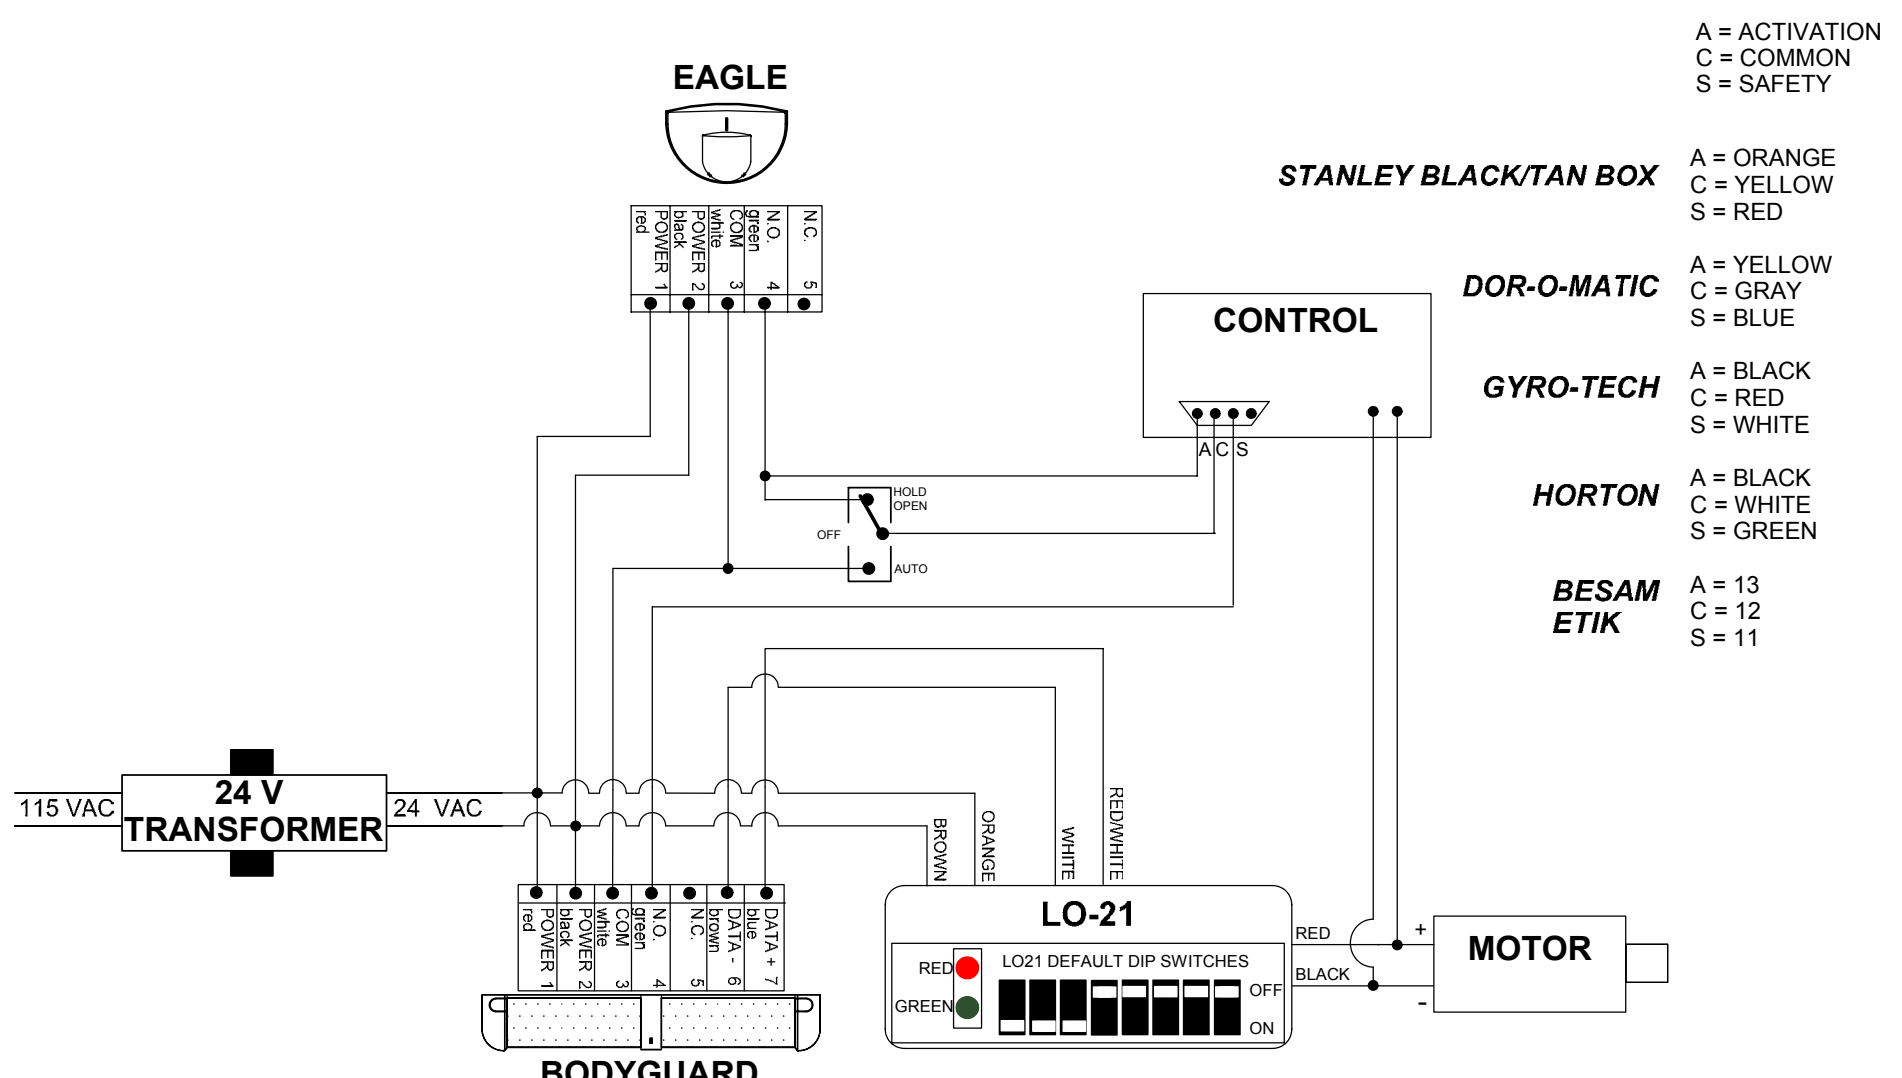 A = ACTIVATION
C = COMMON
S = SAFETY
EAGLE
STANLEY BLACK/TAN BOX
A = ORANGE
C = YELLOW
S = RED
POWER 1
red
POWER 2
black
COM 3
white
N.O. 4
green
N.C. 5
DOR-O-MATIC
A = YELLOW
C = GRAY
S = BLUE
CONTROL
A C S
GYRO-TECH
A = BLACK
C = RED
S = WHITE
HORTON
A = BLACK
C = WHITE
S = GREEN
HOLD
OPEN
OFF
AUTO
BESAM
ETIK
A = 13
C = 12
S = 11
115 VAC
24 V
TRANSFORMER
24 VAC
BROWN
ORANGE
WHITE
RED/WHITE
POWER 1
red
POWER 2
black
COM 3
white
N.O. 4
green
N.C. 5
DATA - 6
brown
DATA + 7
blue
BODYGUARD
LO-21
LO21 DEFAULT DIP SWITCHES
RED
GREEN
OFF
ON
RED
BLACK
+
-
MOTOR